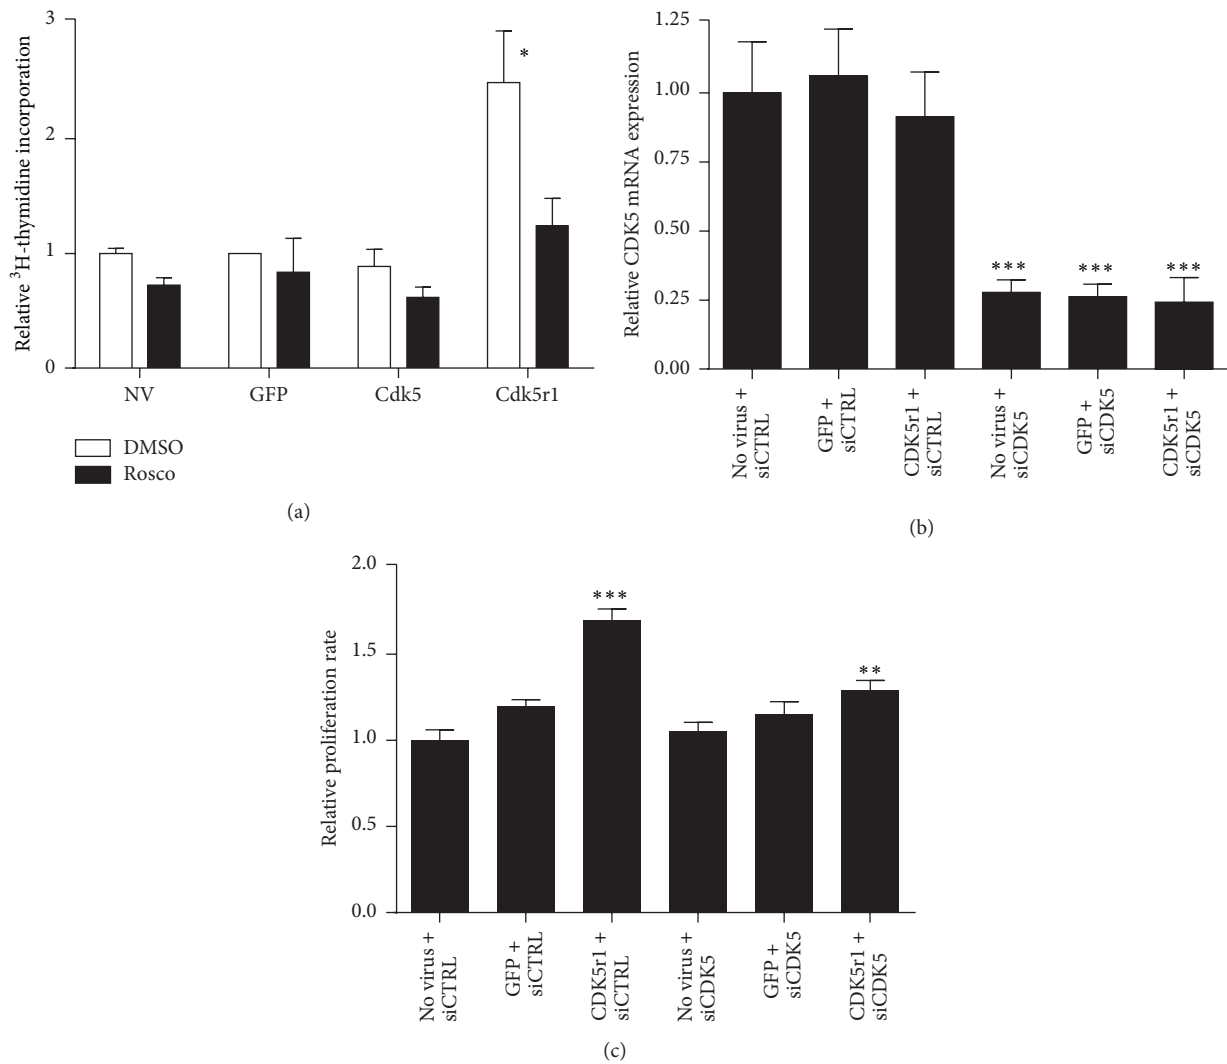 Relative ³H-thymidine incorporation
3
2
1
0
*
NV
GFP
Cdk5
Cdk5r1
DMSO
Rosco
(a)
Relative CDK5 mRNA expression
1.25
1.00
0.75
0.50
0.25
0.00
***
***
***
No virus +
siCTRL
GFP +
siCTRL
CDK5r1 +
siCTRL
No virus +
siCDK5
GFP +
siCDK5
CDK5r1 +
siCDK5
(b)
Relative proliferation rate
2.0
1.5
1.0
0.5
0.0
***
**
No virus +
siCTRL
GFP +
siCTRL
CDK5r1 +
siCTRL
No virus +
siCDK5
GFP +
siCDK5
CDK5r1 +
siCDK5
(c)